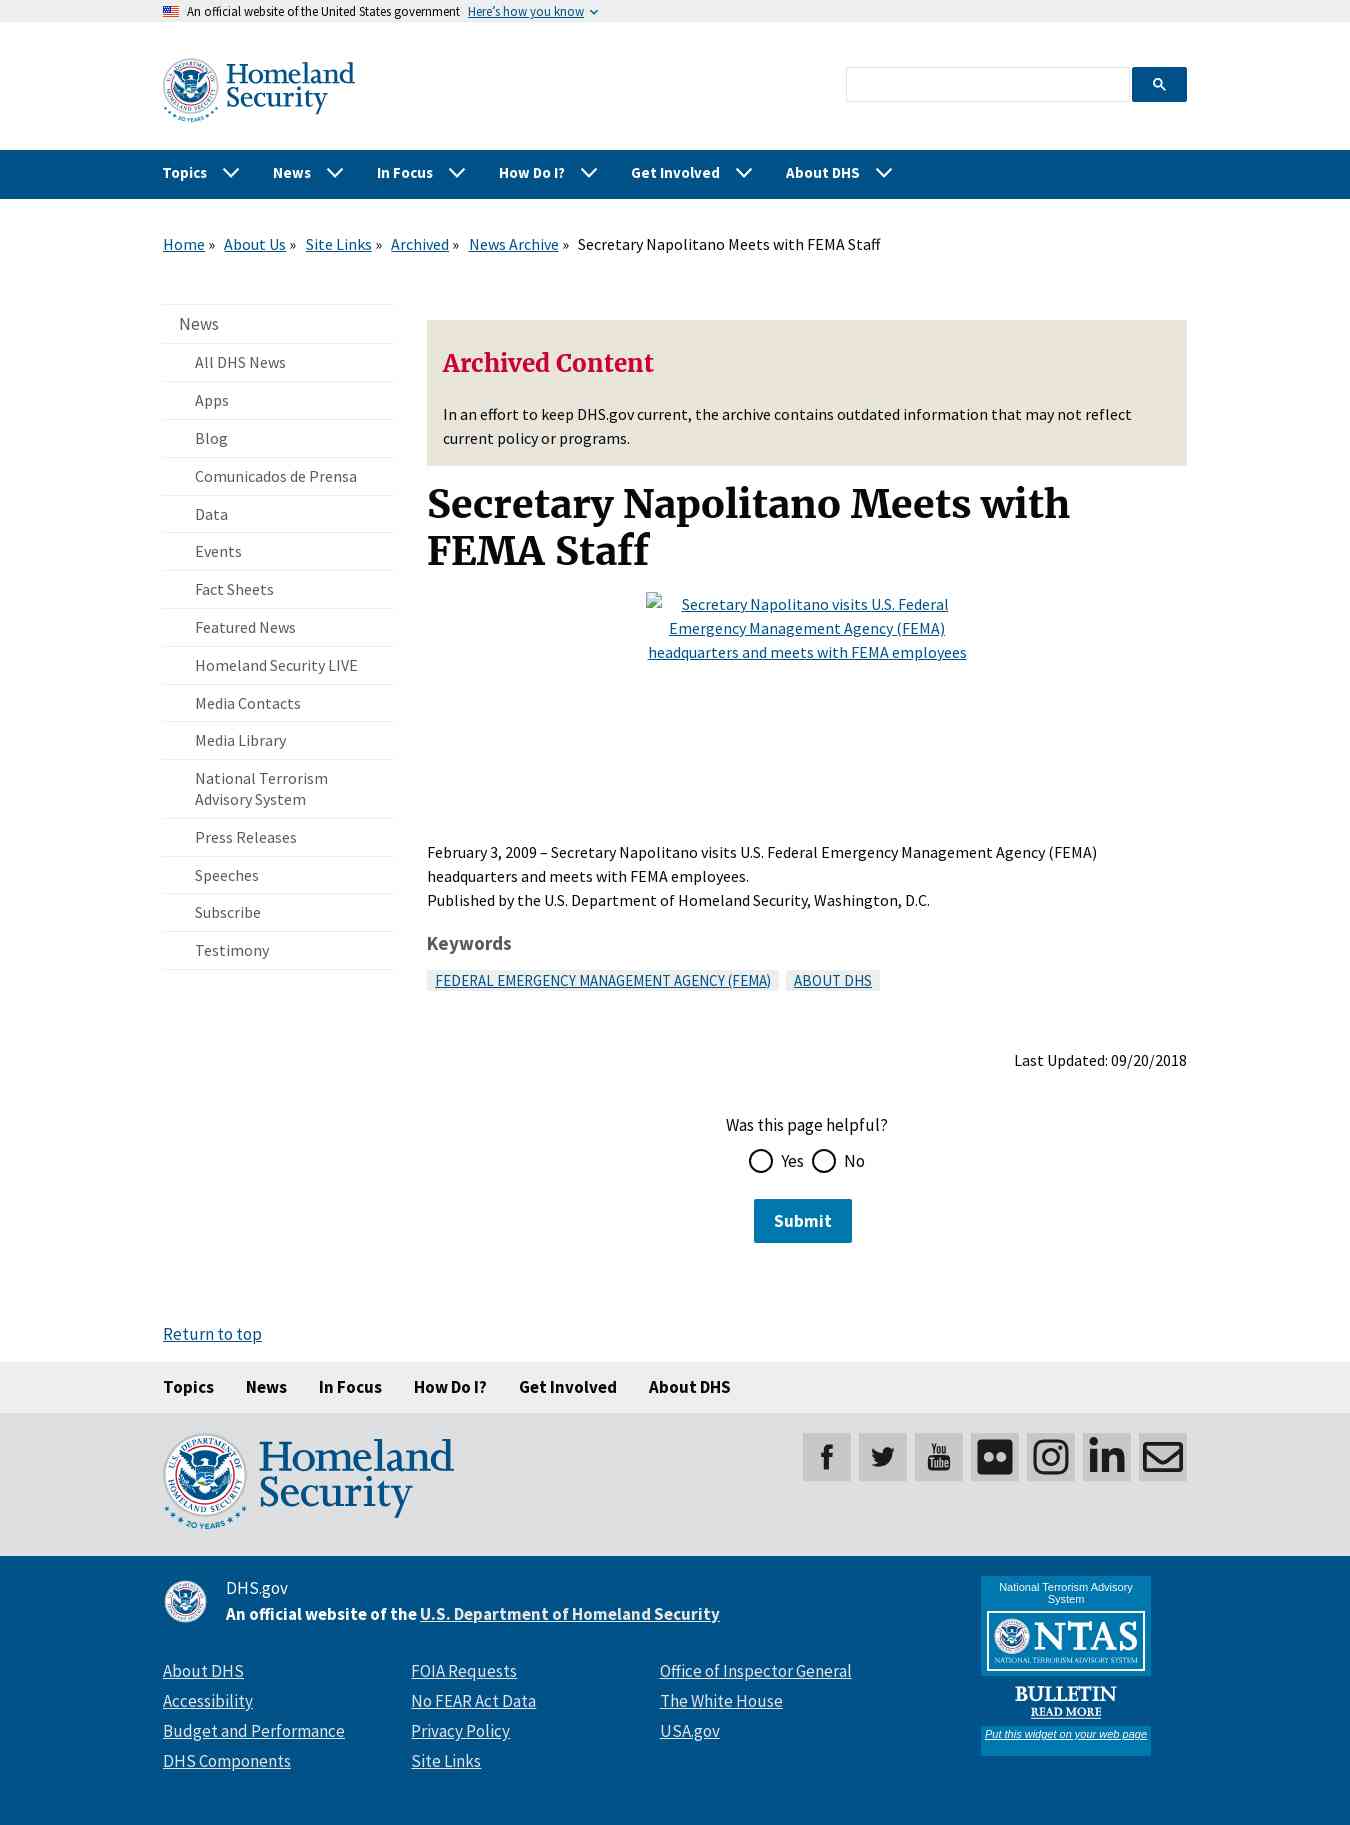 An official website of the United States government Here’s how you know
Homeland
Security
Topics News In Focus How Do I? Get Involved About DHS
Home » About Us » Site Links » Archived » News Archive » Secretary Napolitano Meets with FEMA Staff
News
All DHS News
Apps
Blog
Comunicados de Prensa
Data
Events
Fact Sheets
Featured News
Homeland Security LIVE
Media Contacts
Media Library
National Terrorism
Advisory System
Press Releases
Speeches
Subscribe
Testimony
Archived Content
In an effort to keep DHS.gov current, the archive contains outdated information that may not reflect
current policy or programs.
Secretary Napolitano Meets with
FEMA Staff
Secretary Napolitano visits U.S. Federal
Emergency Management Agency (FEMA)
headquarters and meets with FEMA employees
February 3, 2009 – Secretary Napolitano visits U.S. Federal Emergency Management Agency (FEMA)
headquarters and meets with FEMA employees.
Published by the U.S. Department of Homeland Security, Washington, D.C.
Keywords
FEDERAL EMERGENCY MANAGEMENT AGENCY (FEMA) ABOUT DHS
Last Updated: 09/20/2018
Was this page helpful?
Yes No
Submit
Return to top
Topics News In Focus How Do I? Get Involved About DHS
U.S. DEPARTMENT OF
HOMELAND SECURITY
20 YEARS
Homeland
Security
You
Tube
DHS.gov
An official website of the U.S. Department of Homeland Security
About DHS
Accessibility
Budget and Performance
DHS Components
FOIA Requests
No FEAR Act Data
Privacy Policy
Site Links
Office of Inspector General
The White House
USA.gov
National Terrorism Advisory
System
NTAS
NATIONAL TERRORISM ADVISORY SYSTEM
BULLETIN
READ MORE
Put this widget on your web page